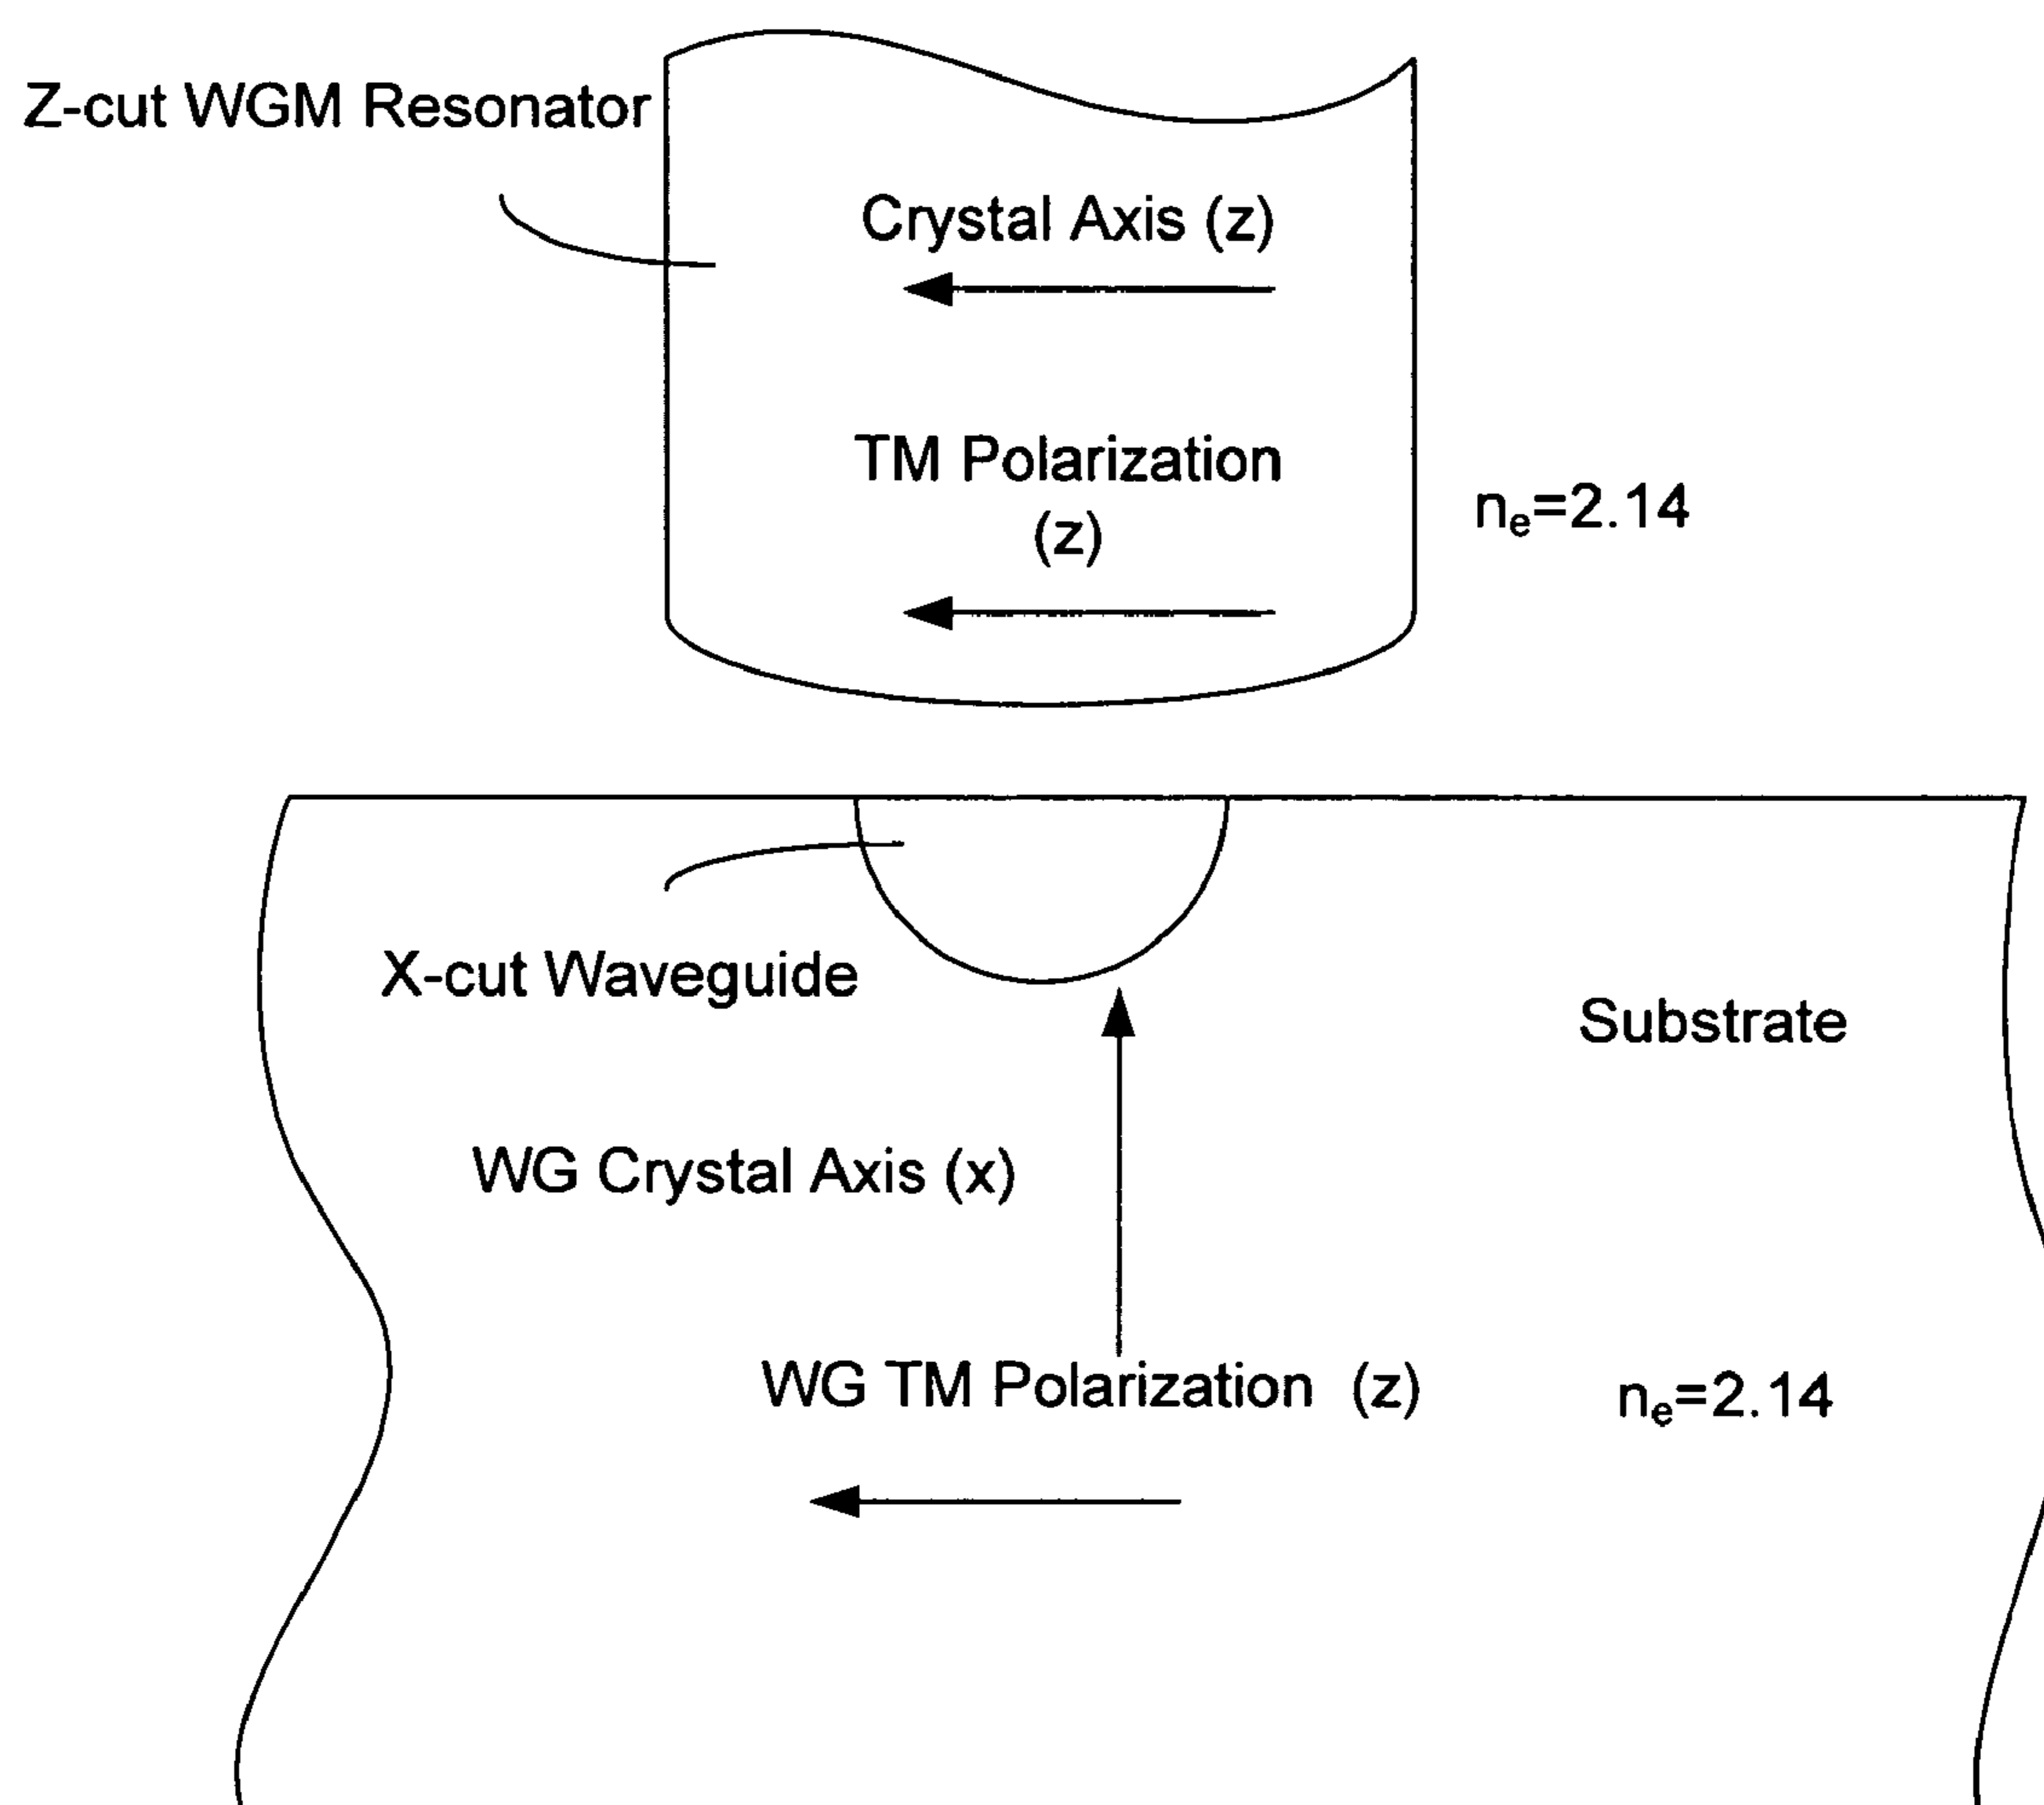 Z-cut WGM Resonator
Crystal Axis (z)
TM Polarization
(z)
nₑ=2.14
X-cut Waveguide
Substrate
WG Crystal Axis (x)
WG TM Polarization (z)
nₑ=2.14